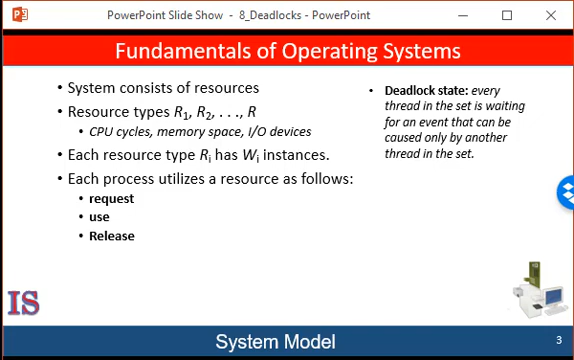 PowerPoint Slide Show - 8_Deadlocks - PowerPoint
Fundamentals of Operating Systems
• System consists of resources
• Resource types R1, R2, . . ., R
• CPU cycles, memory space, I/O devices
• Each resource type Ri has Wi instances.
• Each process utilizes a resource as follows:
• request
• use
• Release
• Deadlock state: every
thread in the set is waiting
for an event that can be
caused only by another
thread in the set.
IS
System Model
3